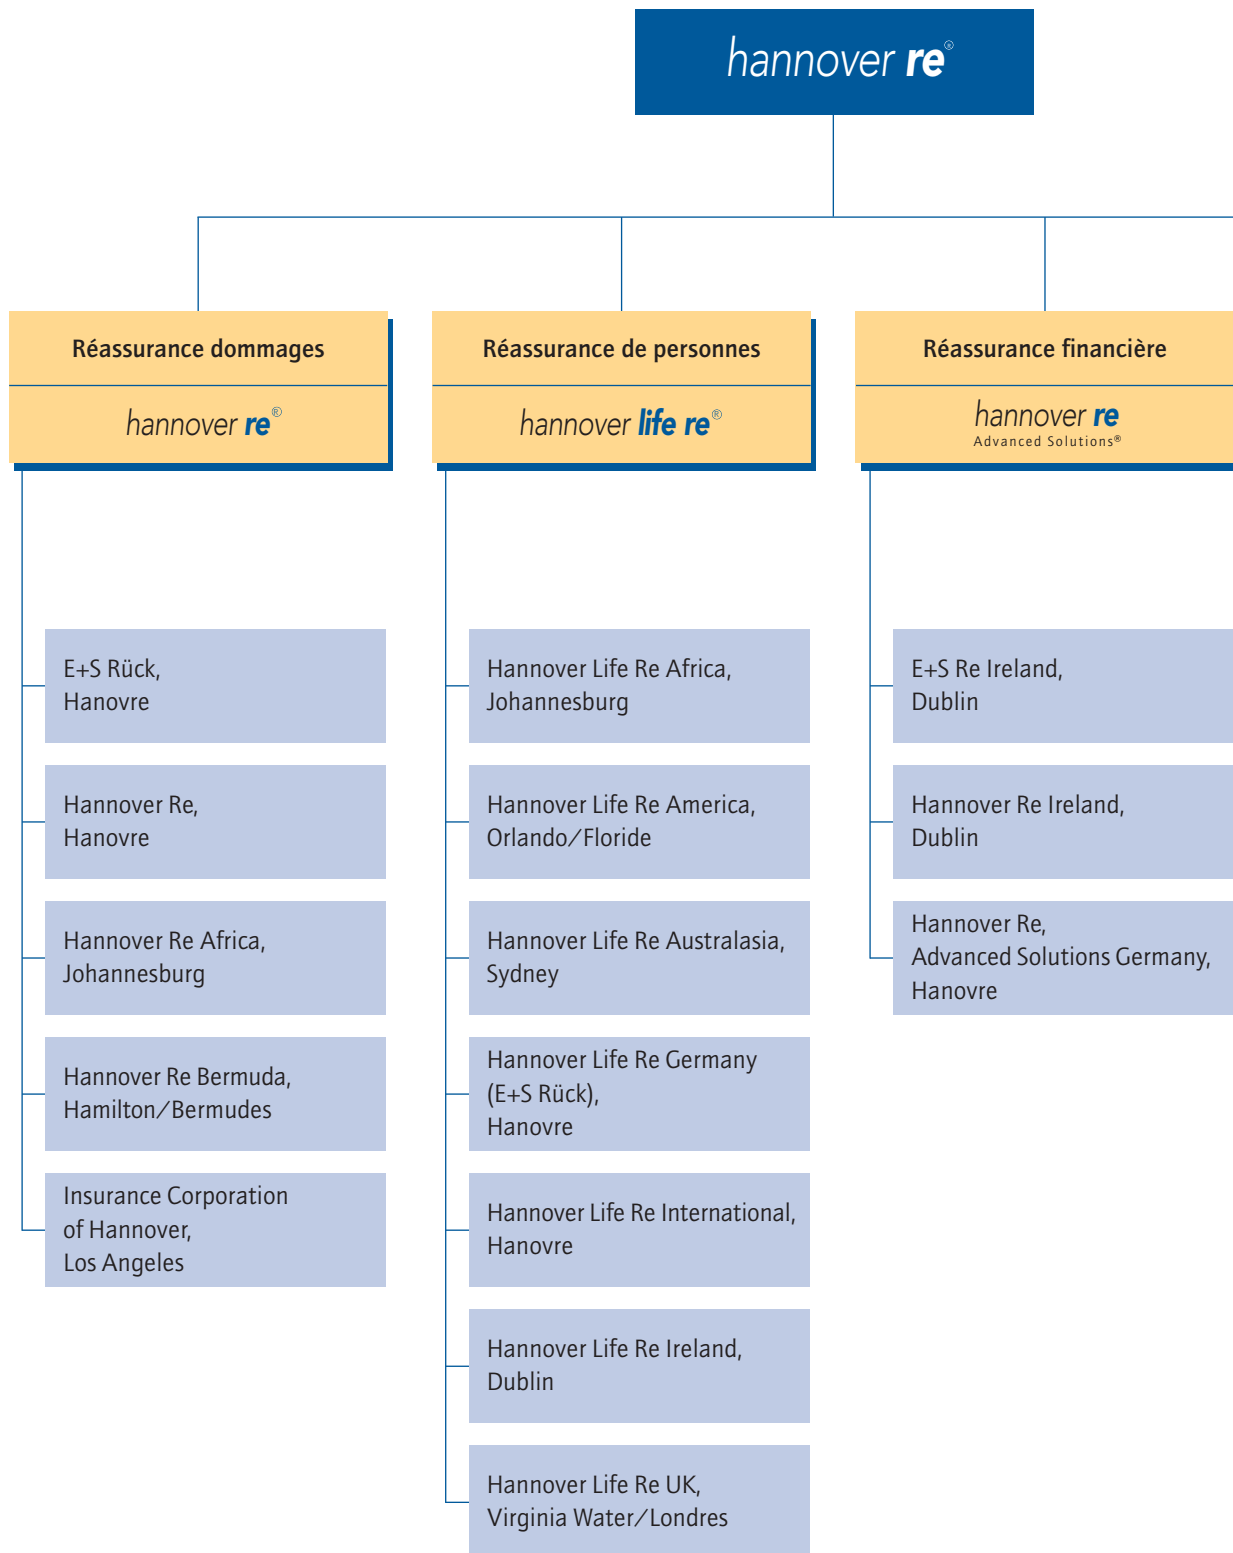 hannover re®
Réassurance dommages
hannover re®
Réassurance de personnes
hannover life re®
Réassurance financière
hannover re
Advanced Solutions®
E+S Rück,
Hanovre
Hannover Re,
Hanovre
Hannover Re Africa,
Johannesburg
Hannover Re Bermuda,
Hamilton/Bermudes
Insurance Corporation
of Hannover,
Los Angeles
Hannover Life Re Africa,
Johannesburg
Hannover Life Re America,
Orlando/Floride
Hannover Life Re Australasia,
Sydney
Hannover Life Re Germany
(E+S Rück),
Hanovre
Hannover Life Re International,
Hanovre
Hannover Life Re Ireland,
Dublin
Hannover Life Re UK,
Virginia Water/Londres
E+S Re Ireland,
Dublin
Hannover Re Ireland,
Dublin
Hannover Re,
Advanced Solutions Germany,
Hanovre